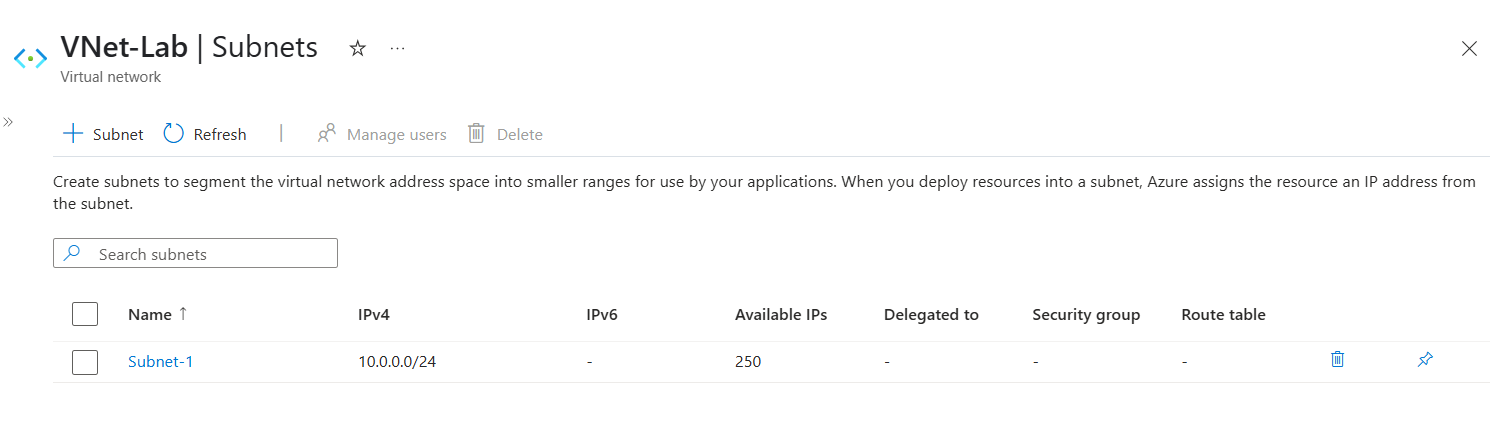 VNet-Lab | Subnets
Virtual network
Subnet Refresh | Manage users Delete
Create subnets to segment the virtual network address space into smaller ranges for use by your applications. When you deploy resources into a subnet, Azure assigns the resource an IP address from
the subnet.
Search subnets
Name ↑ IPv4 IPv6 Available IPs Delegated to Security group Route table
Subnet-1 10.0.0.0/24 - 250 - - -